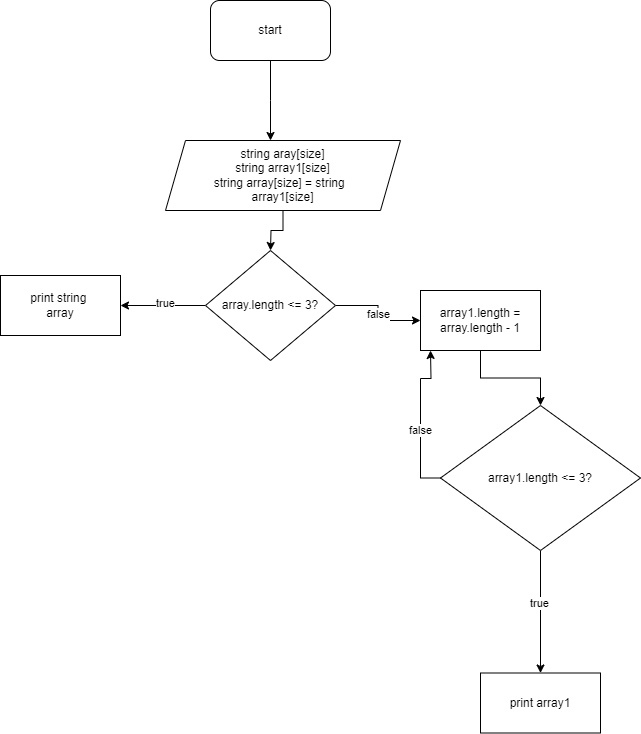 start
string aray[size]
string array1[size]
string array[size] = string
array1[size]
array.length <= 3?
true
print string
array
false
array1.length =
array.length - 1
false
array1.length <= 3?
true
print array1